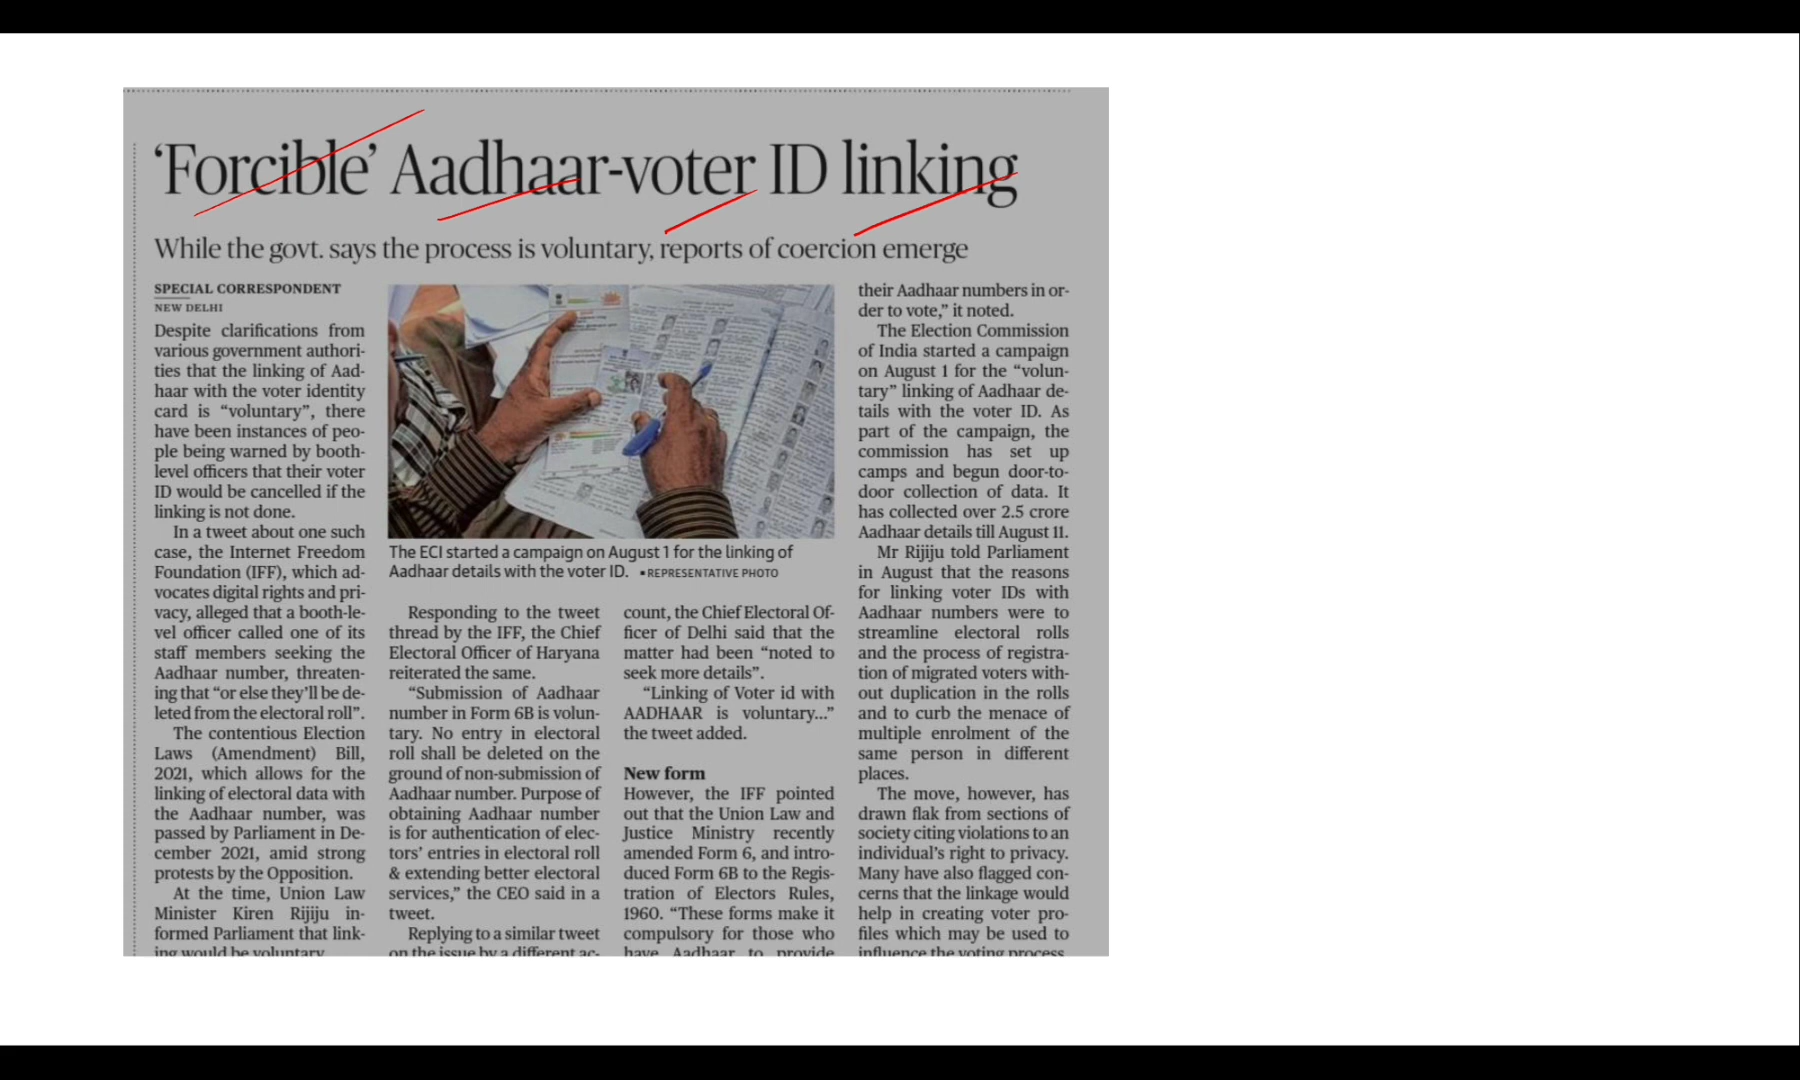 ‘Forcible’ Aadhaar-voter ID linking
While the govt. says the process is voluntary, reports of coercion emerge
SPECIAL CORRESPONDENT
NEW DELHI
Despite clarifications from
various government authori-
ties that the linking of Aad-
haar with the voter identity
card is “voluntary”, there
have been instances of peo-
ple being warned by booth-
level officers that their voter
ID would be cancelled if the
linking is not done.
In a tweet about one such
case, the Internet Freedom
Foundation (IFF), which ad-
vocates digital rights and pri-
vacy, alleged that a booth-le-
vel officer called one of its
staff members seeking the
Aadhaar number, threaten-
ing that “or else they’ll be de-
leted from the electoral roll”.
The contentious Election
Laws (Amendment) Bill,
2021, which allows for the
linking of electoral data with
the Aadhaar number, was
passed by Parliament in De-
cember 2021, amid strong
protests by the Opposition.
At the time, Union Law
Minister Kiren Rijiju in-
formed Parliament that link-
ing would be voluntary.
The ECI started a campaign on August 1 for the linking of
Aadhaar details with the voter ID. ▪REPRESENTATIVE PHOTO
Responding to the tweet
thread by the IFF, the Chief
Electoral Officer of Haryana
reiterated the same.
“Submission of Aadhaar
number in Form 6B is volun-
tary. No entry in electoral
roll shall be deleted on the
ground of non-submission of
Aadhaar number. Purpose of
obtaining Aadhaar number
is for authentication of elec-
tors’ entries in electoral roll
& extending better electoral
services,” the CEO said in a
tweet.
Replying to a similar tweet
on the issue by a different ac-
count, the Chief Electoral Of-
ficer of Delhi said that the
matter had been “noted to
seek more details”.
“Linking of Voter id with
AADHAAR is voluntary...”
the tweet added.
New form
However, the IFF pointed
out that the Union Law and
Justice Ministry recently
amended Form 6, and intro-
duced Form 6B to the Regis-
tration of Electors Rules,
1960. “These forms make it
compulsory for those who
have Aadhaar to provide
their Aadhaar numbers in or-
der to vote,” it noted.
The Election Commission
of India started a campaign
on August 1 for the “volun-
tary” linking of Aadhaar de-
tails with the voter ID. As
part of the campaign, the
commission has set up
camps and begun door-to-
door collection of data. It
has collected over 2.5 crore
Aadhaar details till August 11.
Mr Rijiju told Parliament
in August that the reasons
for linking voter IDs with
Aadhaar numbers were to
streamline electoral rolls
and the process of registra-
tion of migrated voters with-
out duplication in the rolls
and to curb the menace of
multiple enrolment of the
same person in different
places.
The move, however, has
drawn flak from sections of
society citing violations to an
individual’s right to privacy.
Many have also flagged con-
cerns that the linkage would
help in creating voter pro-
files which may be used to
influence the voting process.